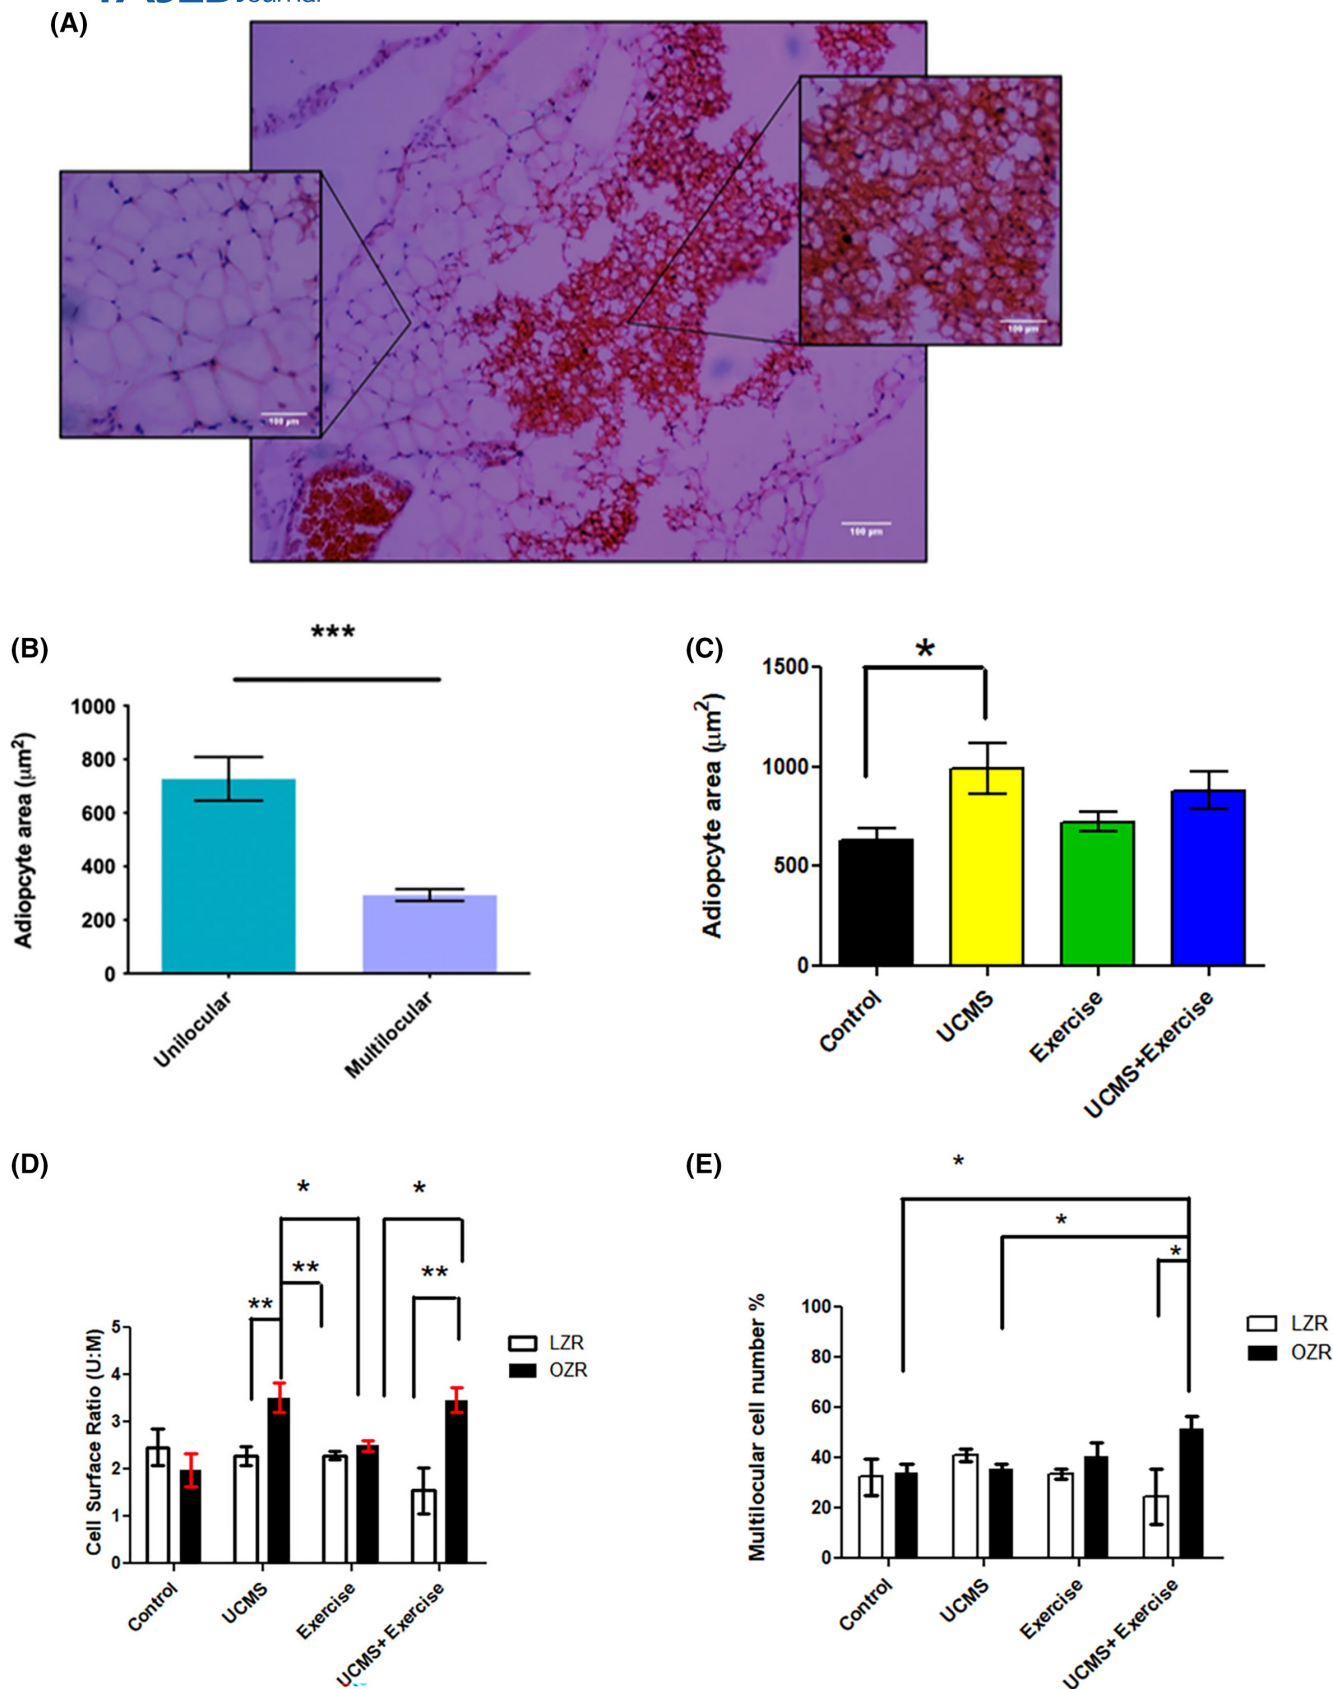 Journal
(A)
100 µm
100 µm
100 µm
(B)
***
Adiopcyte area (µm²)
1000
800
600
400
200
0
Unilocular
Multilocular
(C)
*
Adiopcyte area (µm²)
1500
1000
500
0
Control
UCMS
Exercise
UCMS+Exercise
(D)
*
*
**
**
**
Cell Surface Ratio (U:M)
5
4
3
2
1
0
LZR
OZR
Control
UCMS
Exercise
UCMS+ Exercise
(E)
*
*
*
Multilocular cell number %
100
80
60
40
20
0
LZR
OZR
Control
UCMS
Exercise
UCMS+ Exercise